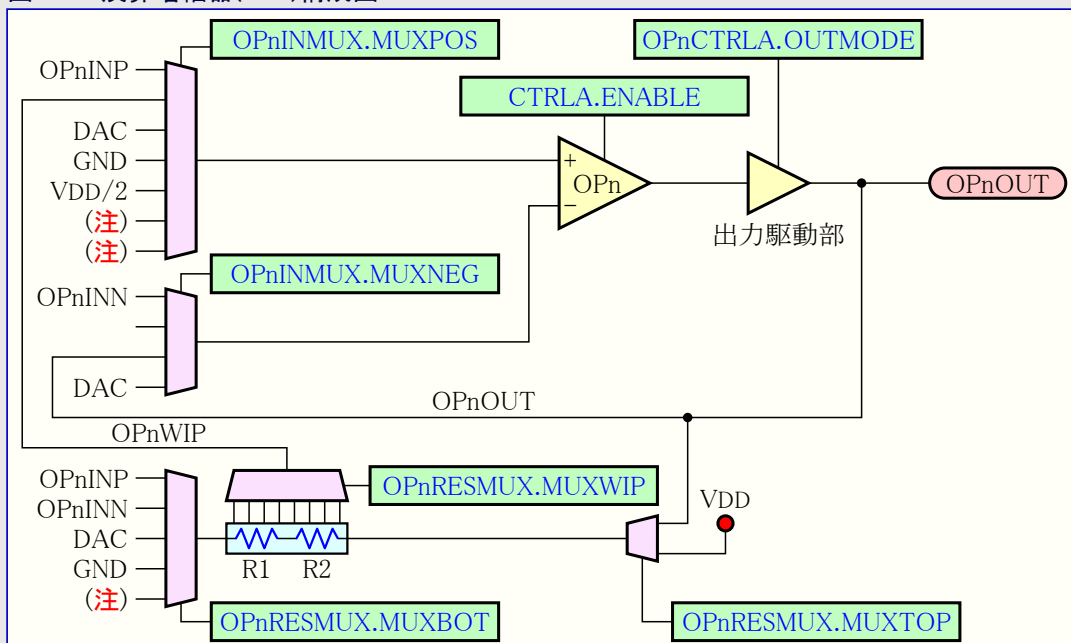 OPnINMUX.MUXPOS
OPnCTRLA.OUTMODE
OPnINP
CTRLA.ENABLE
DAC
GND
VDD/2
(注)
(注)
+
OPn
−
OPnOUT
出力駆動部
OPnINMUX.MUXNEG
OPnINN
DAC
OPnOUT
OPnWIP
OPnINP
OPnINN
DAC
GND
(注)
OPnRESMUX.MUXWIP
VDD
R1 R2
OPnRESMUX.MUXBOT
OPnRESMUX.MUXTOP